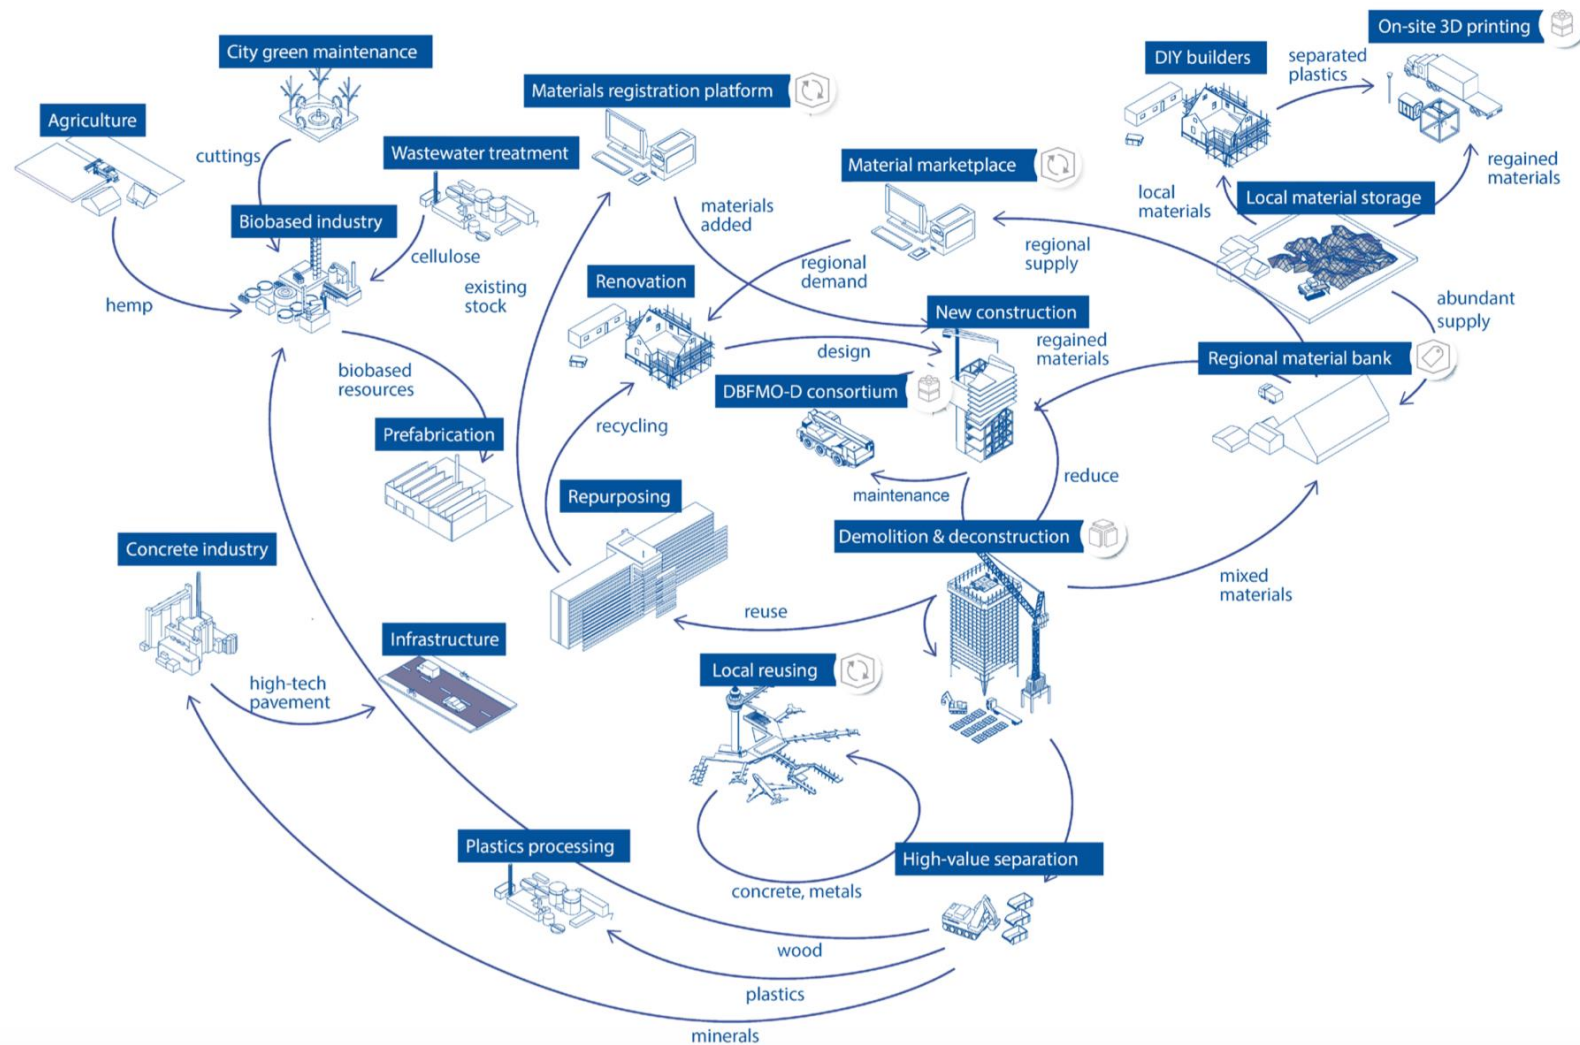 City green maintenance
Agriculture
cuttings
Wastewater treatment
Biobased industry
cellulose
hemp
biobased
resources
Prefabrication
Materials registration platform
materials
added
existing
stock
Renovation
Material marketplace
regional
demand
regional
supply
New construction
design
regained
materials
DBFMO-D consortium
recycling
maintenance
reduce
DIY builders
separated
plastics
On-site 3D printing
regained
materials
local
materials
Local material storage
abundant
supply
Regional material bank
mixed
materials
Repurposing
Demolition & deconstruction
reuse
Concrete industry
Infrastructure
high-tech
pavement
Local reusing
concrete, metals
Plastics processing
High-value separation
wood
plastics
minerals